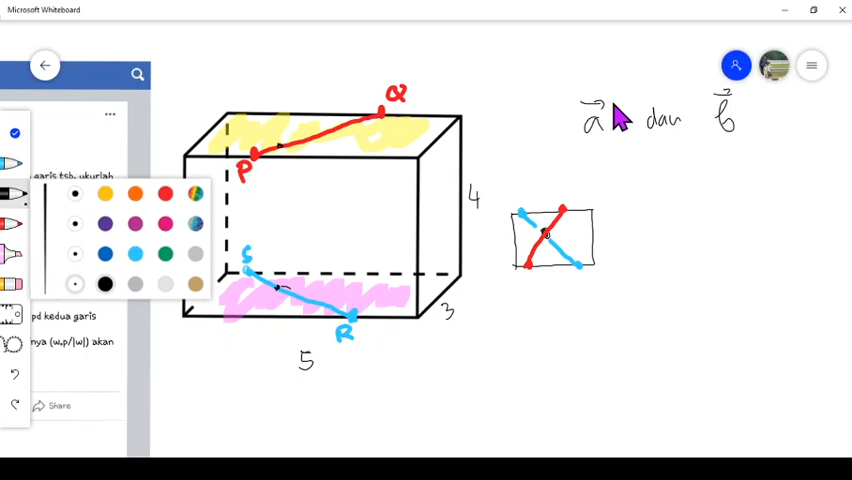 Microsoft Whiteboard
garis tsb. ukurlah
pd kedua garis
nya (w.p/|w|) akan
Share
Q
P
S
R
4
3
5
a dan b